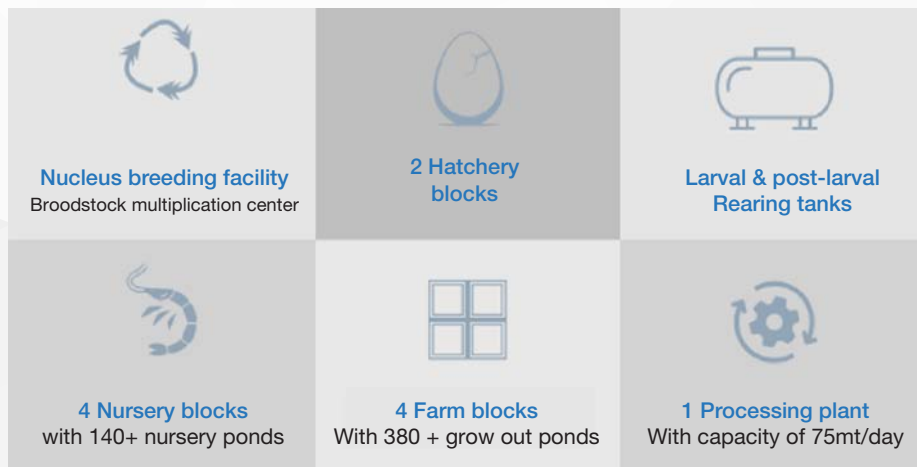 Nucleus breeding facility
Broodstock multiplication center
2 Hatchery
blocks
Larval & post-larval
Rearing tanks
4 Nursery blocks
with 140+ nursery ponds
4 Farm blocks
With 380 + grow out ponds
1 Processing plant
With capacity of 75mt/day